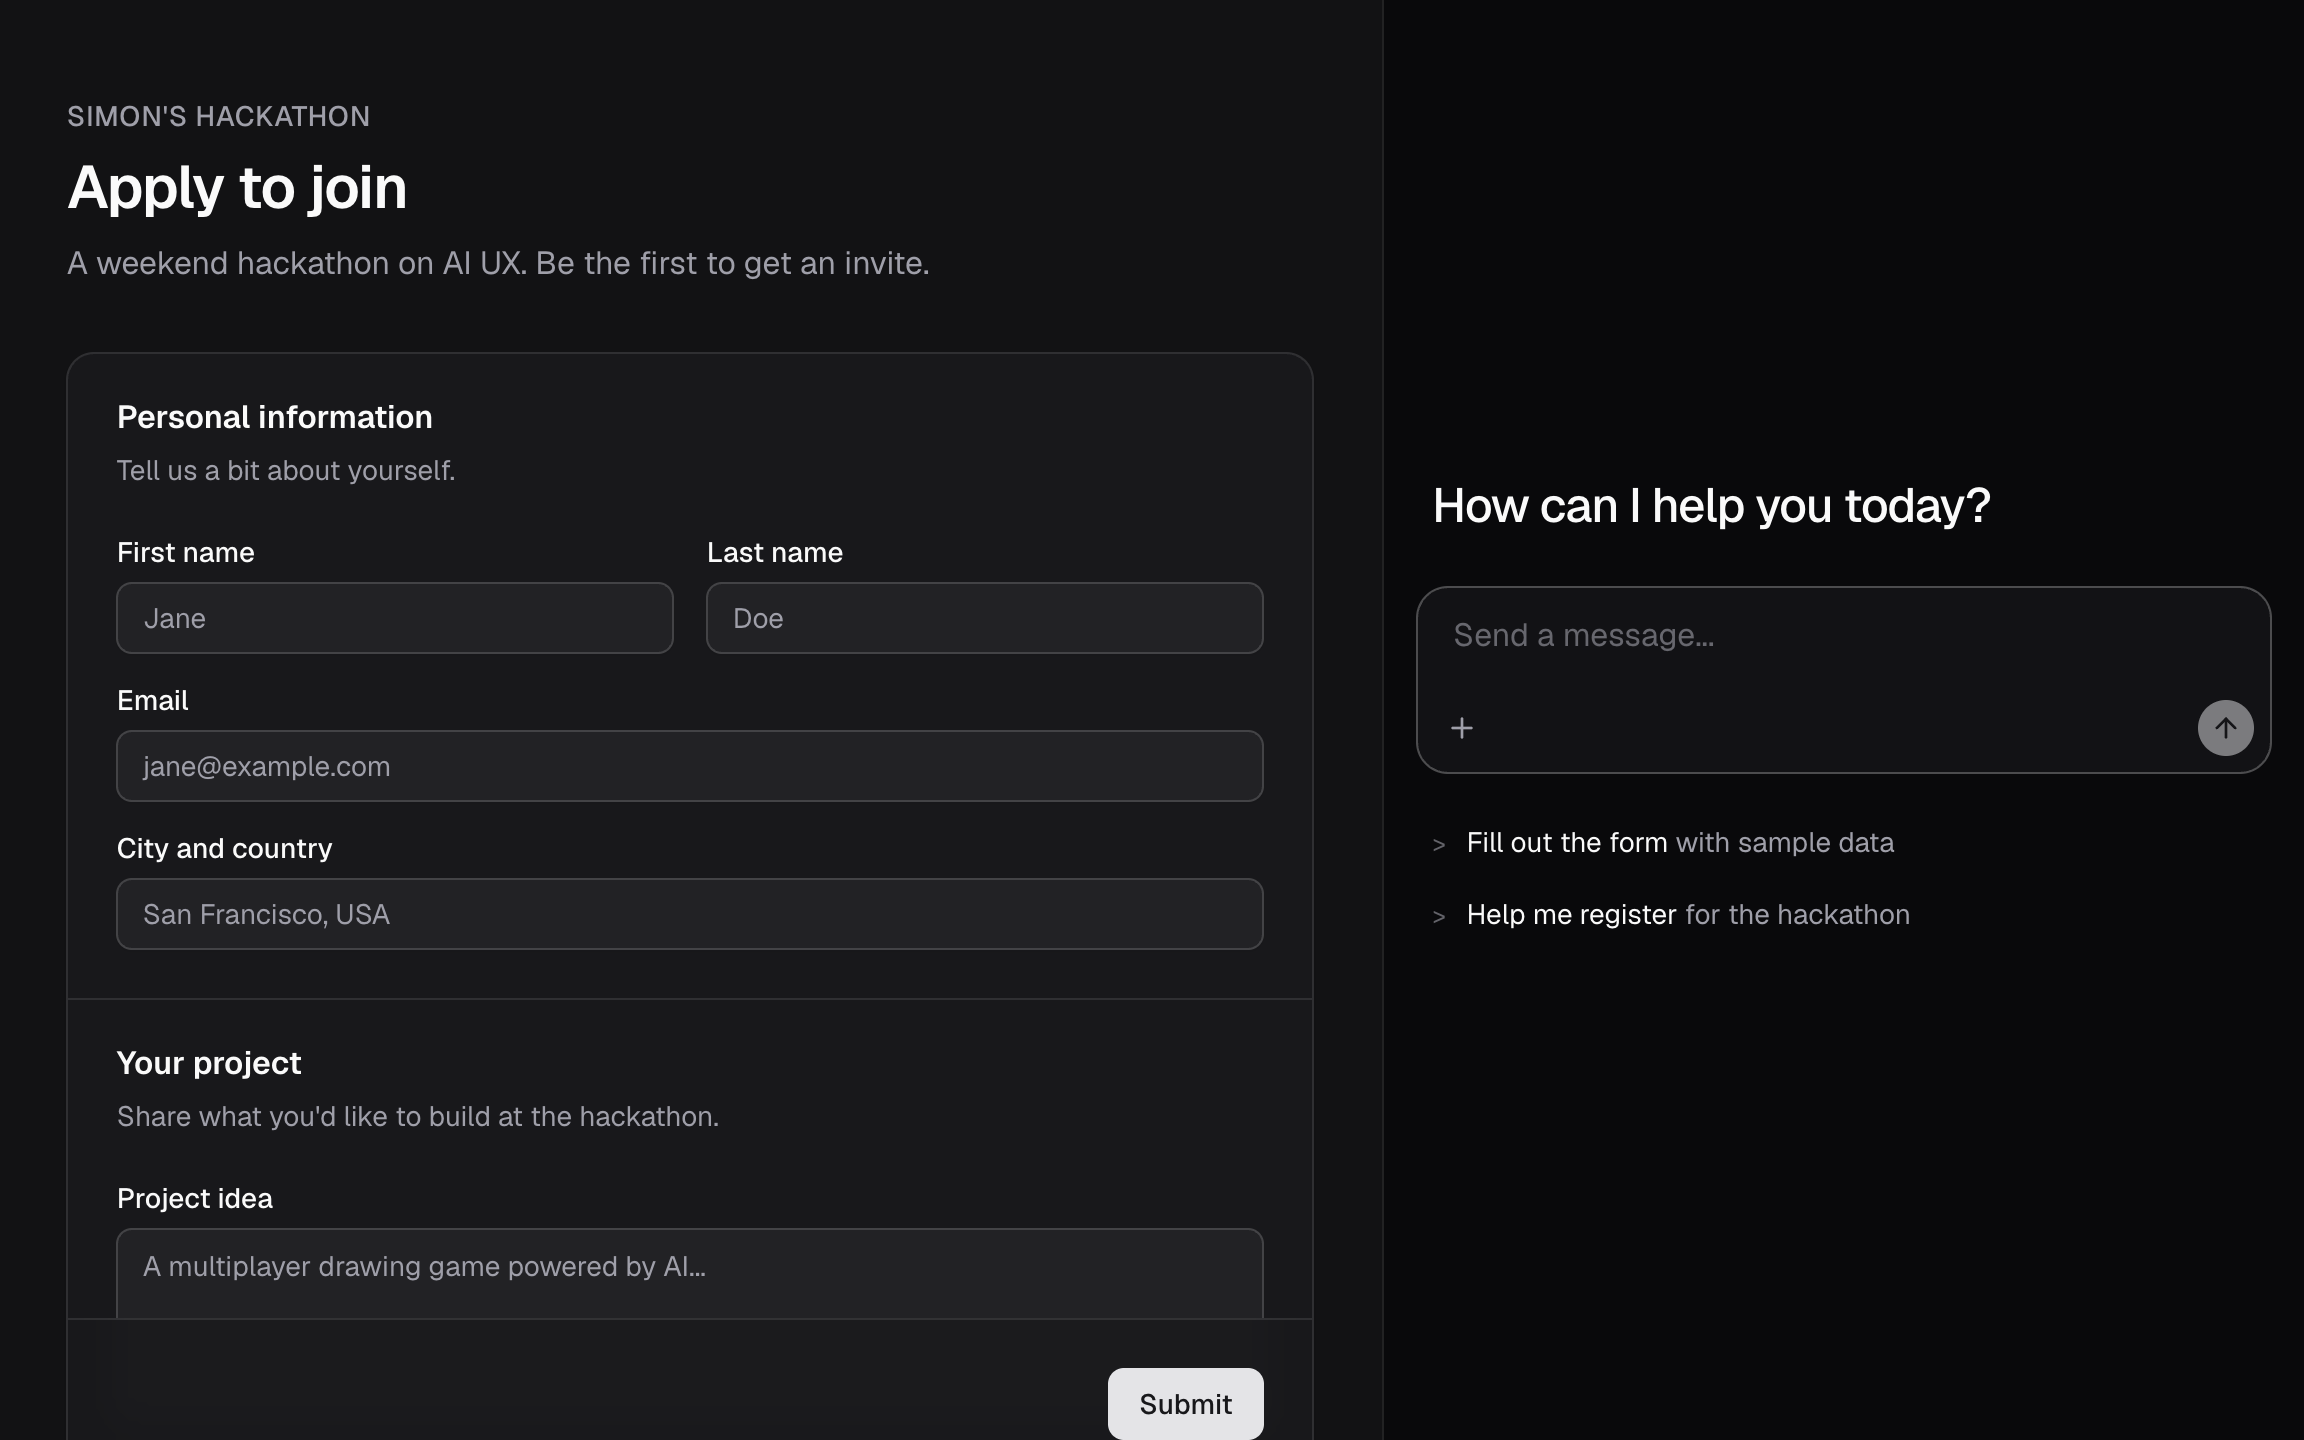 SIMON'S HACKATHON
Apply to join
A weekend hackathon on AI UX. Be the first to get an invite.
Personal information
Tell us a bit about yourself.
First name
Last name
Jane
Doe
Email
jane@example.com
City and country
San Francisco, USA
Your project
Share what you'd like to build at the hackathon.
Project idea
A multiplayer drawing game powered by AI...
Submit
How can I help you today?
Send a message...
> Fill out the form with sample data
> Help me register for the hackathon